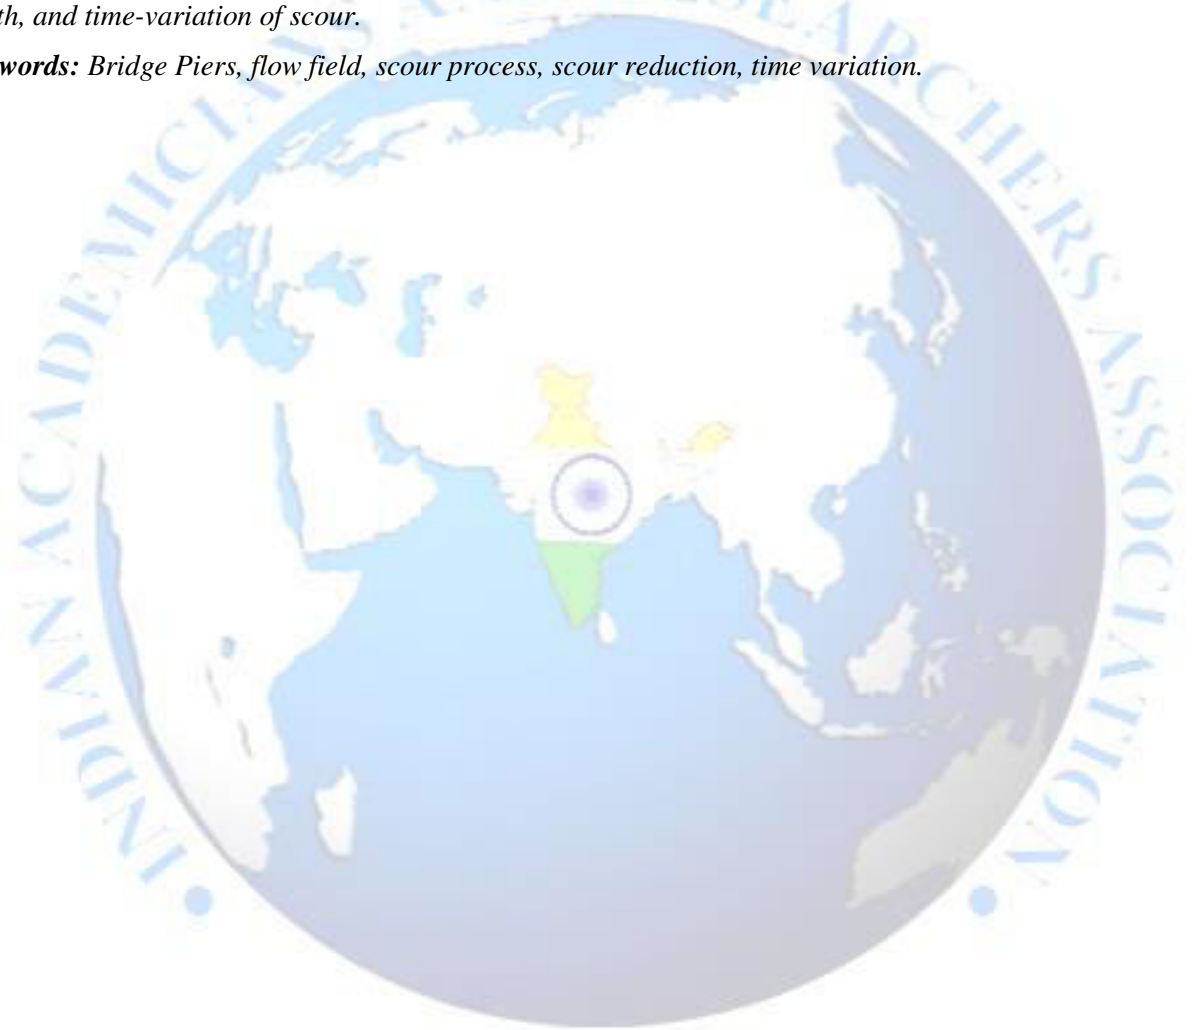 th, and time-variation of scour.
words: Bridge Piers, flow field, scour process, scour reduction, time variation.
• INDIAN ACADEMICIANS AND RESEARCHERS ASSOCIATION •